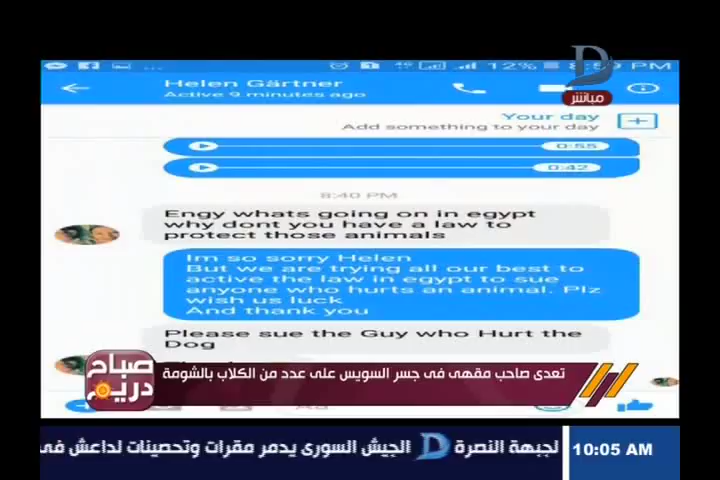 12%
8:59 PM
Helen Gärtner
Active 9 minutes ago
مباشر
Your day
Add something to your day
0:55
0:42
8:40 PM
Engy whats going on in egypt
why dont you have a law to
protect those animals
Im so sorry Helen
But we are trying all our best to
active the law in egypt to sue
anyone who hurts an animal. Plz
wish us luck
And thank you
Please sue the Guy who Hurt the
Dog
صباح
دريم
تعدى صاحب مقهى فى جسر السويس على عدد من الكلاب بالشومة
لجبهة النصرة الجيش السورى يدمر مقرات وتحصينات لداعش فى
10:05 AM